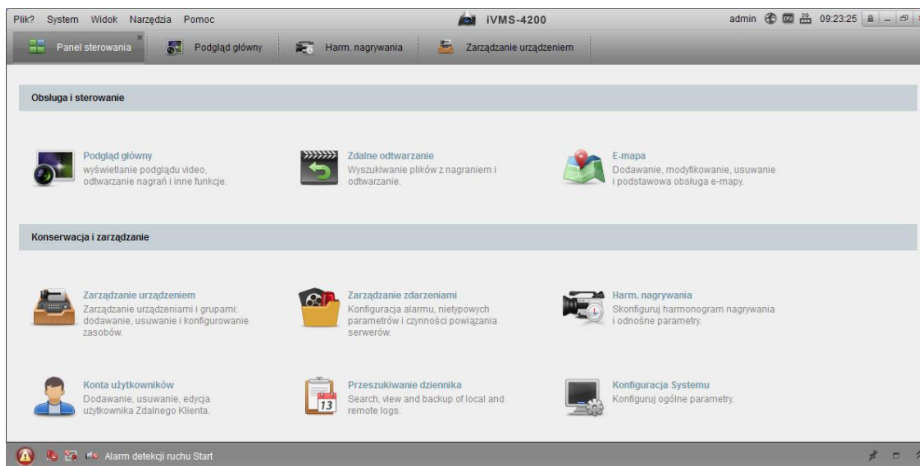 Plik? System Widok Narzędzia Pomoc
iVMS-4200
admin 09:23:25
Panel sterowania
Podgląd główny
Harm. nagrywania
Zarządzanie urządzeniem
Obsługa i sterowanie
Podgląd główny
wyświetlanie podglądu video,
odtwarzanie nagrań i inne funkcje.
Zdalne odtwarzanie
Wyszukiwanie plików z nagraniem i
odtwarzanie.
E-mapa
Dodawanie, modyfikowanie, usuwanie
i podstawowa obsługa e-mapy.
Konserwacja i zarządzanie
Zarządzanie urządzeniem
Zarządzanie urządzeniami i grupami:
dodawanie, usuwanie i konfigurowanie
zasobów.
Zarządzanie zdarzeniami
Konfiguracja alarmu, nietypowych
parametrów i czynności powiązania
serwerów.
Harm. nagrywania
Skonfiguruj harmonogram nagrywania
i odnośne parametry.
Konta użytkowników
Dodawanie, usuwanie, edycja
użytkownika Zdalnego Klienta.
13
Przeszukiwanie dziennika
Search, view and backup of local and
remote logs.
Konfiguracja Systemu
Konfiguruj ogólne parametry.
Alarm detekcji ruchu Start